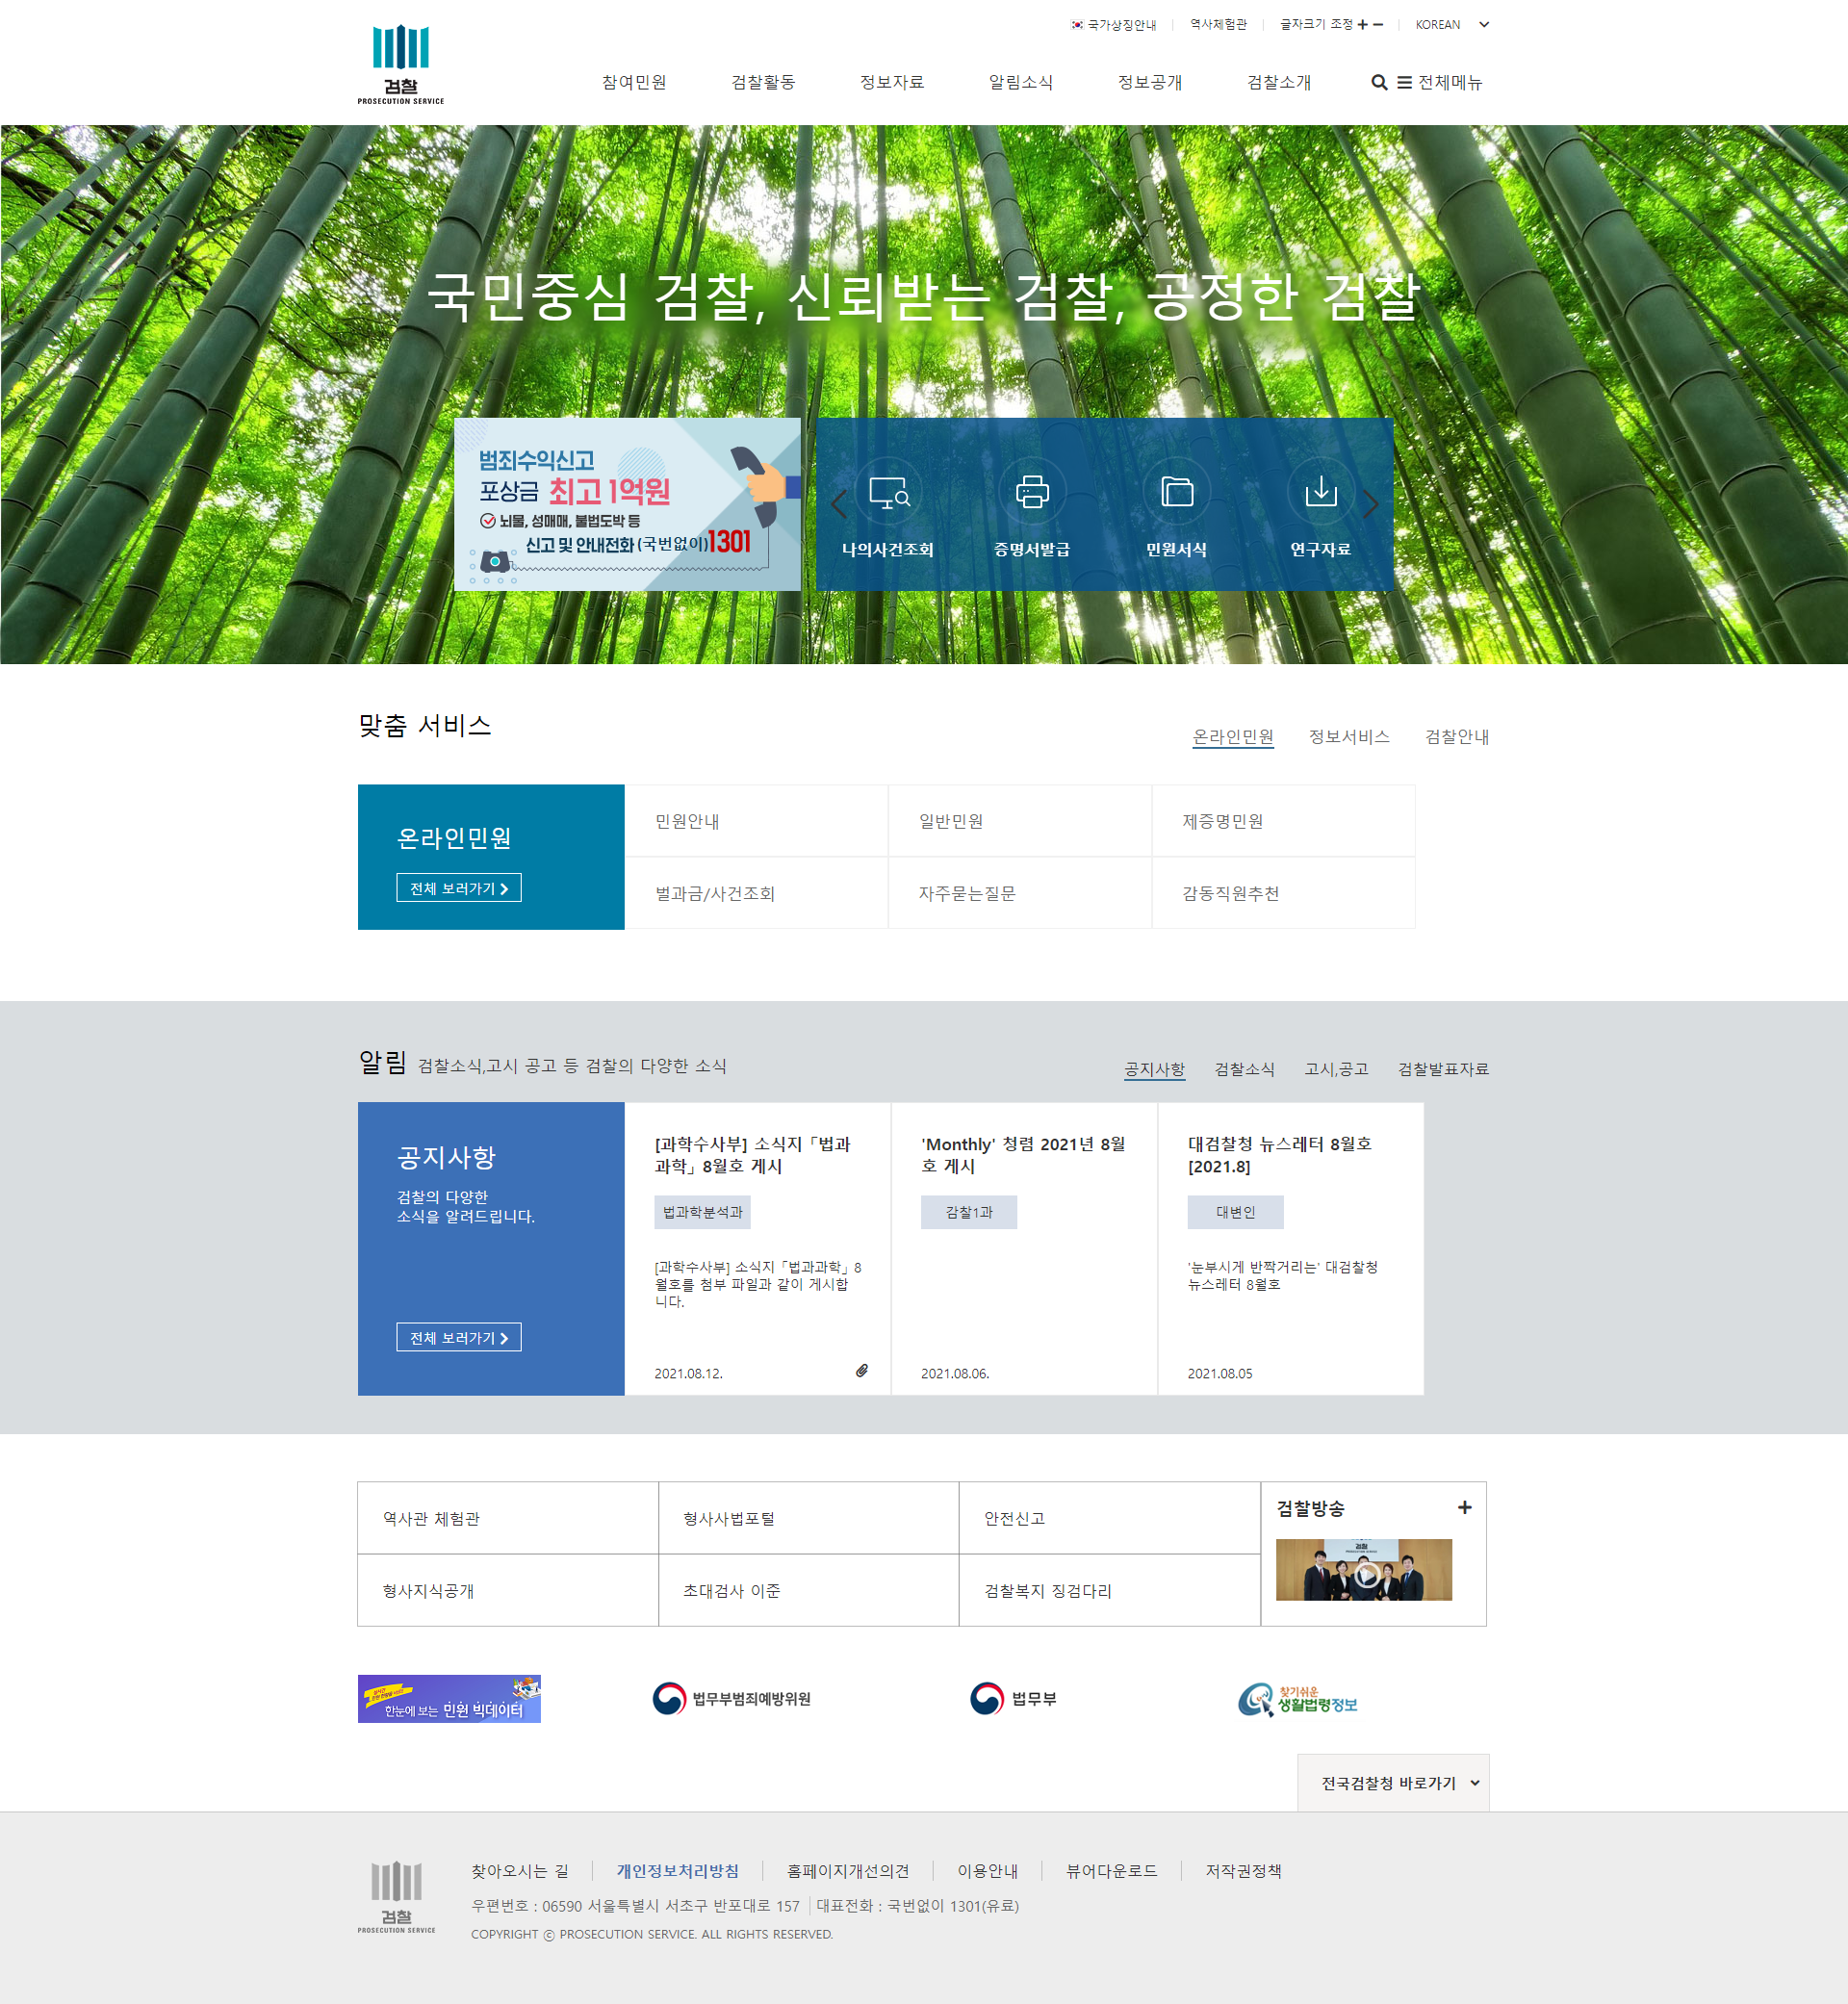 국가상징안내
역사체험관
글자크기 조정
KOREAN
검찰
PROSECUTION SERVICE
참여민원
검찰활동
정보자료
알림소식
정보공개
검찰소개
전체메뉴
국민중심 검찰, 신뢰받는 검찰, 공정한 검찰
범죄수익신고
포상금 최고 1억원
뇌물, 성매매, 불법도박 등
신고 및 안내전화 (국번없이)1301
나의사건조회
증명서발급
민원서식
연구자료
맞춤 서비스
온라인민원
정보서비스
검찰안내
온라인민원
전체 보러가기
민원안내
일반민원
제증명민원
벌과금/사건조회
자주묻는질문
감동직원추천
알림 검찰소식,고시 공고 등 검찰의 다양한 소식
공지사항
검찰소식
고시,공고
검찰발표자료
공지사항
검찰의 다양한
소식을 알려드립니다.
전체 보러가기
[과학수사부] 소식지 「법과
과학」 8월호 게시
법과학분석과
[과학수사부] 소식지 「법과과학」 8
월호를 첨부 파일과 같이 게시합
니다.
2021.08.12.
'Monthly' 청렴 2021년 8월
호 게시
감찰1과
2021.08.06.
대검찰청 뉴스레터 8월호
[2021.8]
대변인
'눈부시게 반짝거리는' 대검찰청
뉴스레터 8월호
2021.08.05
역사관 체험관
형사사법포털
안전신고
형사지식공개
초대검사 이준
검찰복지 징검다리
검찰방송
검찰
한눈에 보는 민원 빅데이터
법무부범죄예방위원
법무부
찾기쉬운
생활법령정보
전국검찰청 바로가기
검찰
PROSECUTION SERVICE
찾아오시는 길
개인정보처리방침
홈페이지개선의견
이용안내
뷰어다운로드
저작권정책
우편번호 : 06590 서울특별시 서초구 반포대로 157
대표전화 : 국번없이 1301(유료)
COPYRIGHT ⓒ PROSECUTION SERVICE. ALL RIGHTS RESERVED.